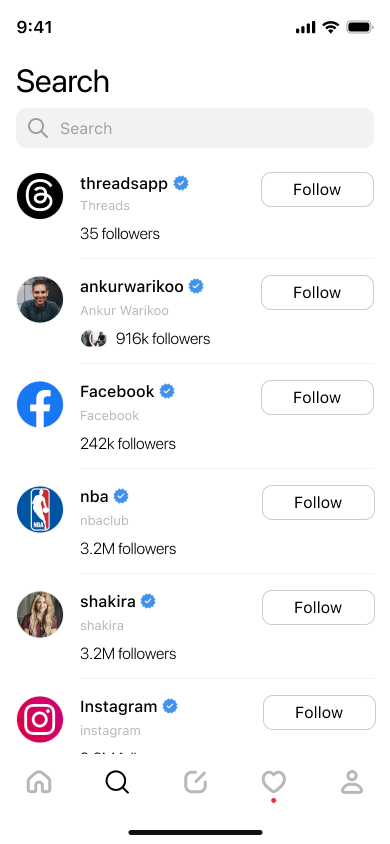 9:41
Search
Search
threadsapp
Follow
Threads
35 followers
ankurwarikoo
Follow
Ankur Warikoo
916k followers
Facebook
Follow
Facebook
242k followers
nba
Follow
NBA
nbaclub
3.2M followers
shakira
Follow
shakira
3.2M followers
Instagram
Follow
instagram